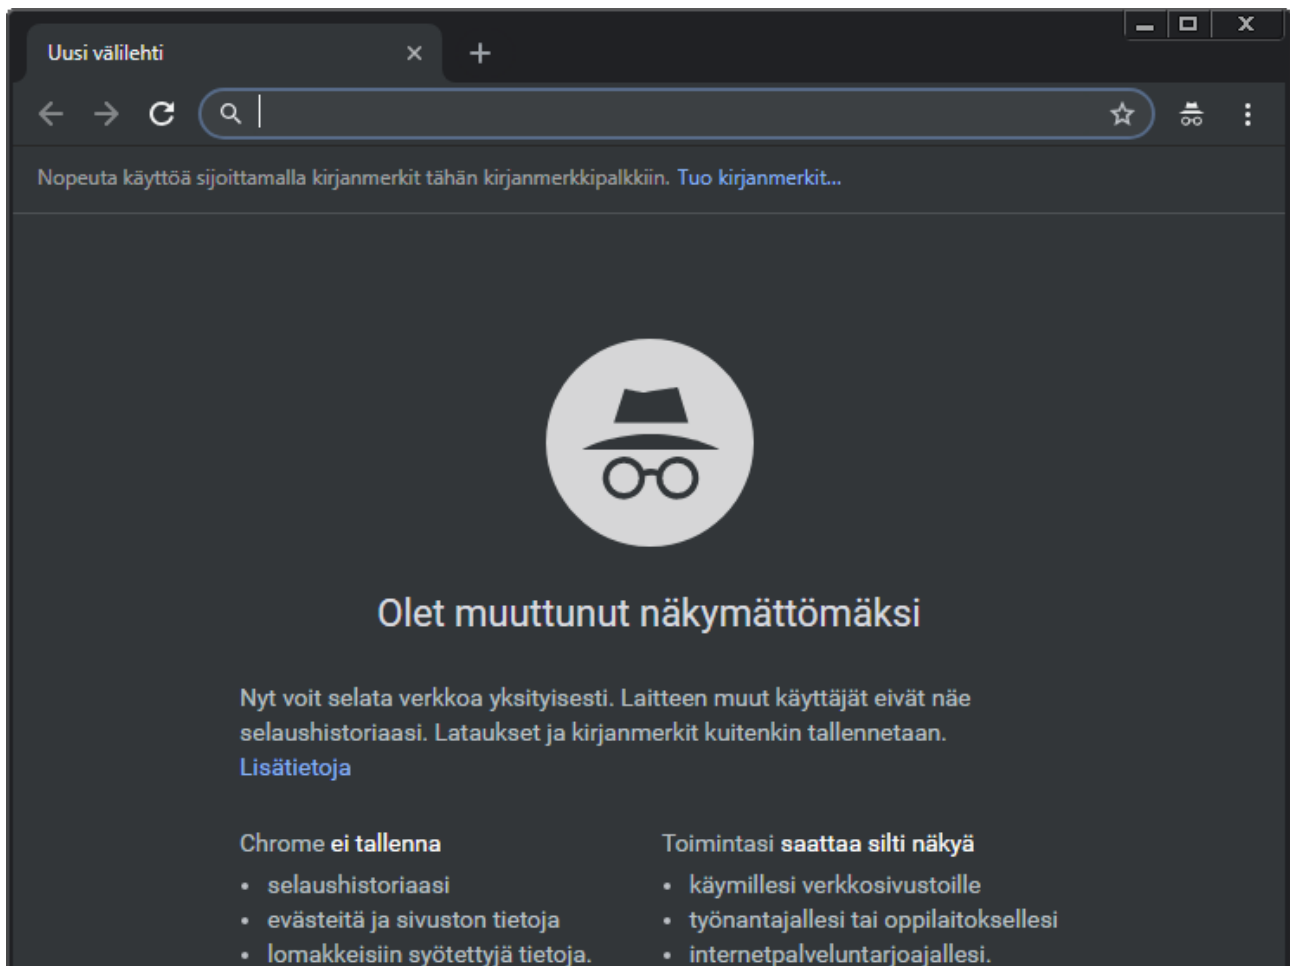 Uusi välilehti
Nopeuta käyttöä sijoittamalla kirjanmerkit tähän kirjanmerkkipalkkiin. Tuo kirjanmerkit...
Olet muuttunut näkymättömäksi
Nyt voit selata verkkoa yksityisesti. Laitteen muut käyttäjät eivät näe
selaushistoriaasi. Lataukset ja kirjanmerkit kuitenkin tallennetaan.
Lisätietoja
Chrome ei tallenna
• selaushistoriaasi
• evästeitä ja sivuston tietoja
• lomakkeisiin syötettyjä tietoja.
Toimintasi saattaa silti näkyä
• käymillesi verkkosivustoille
• työnantajallesi tai oppilaitoksellesi
• internetpalveluntarjoajallesi.